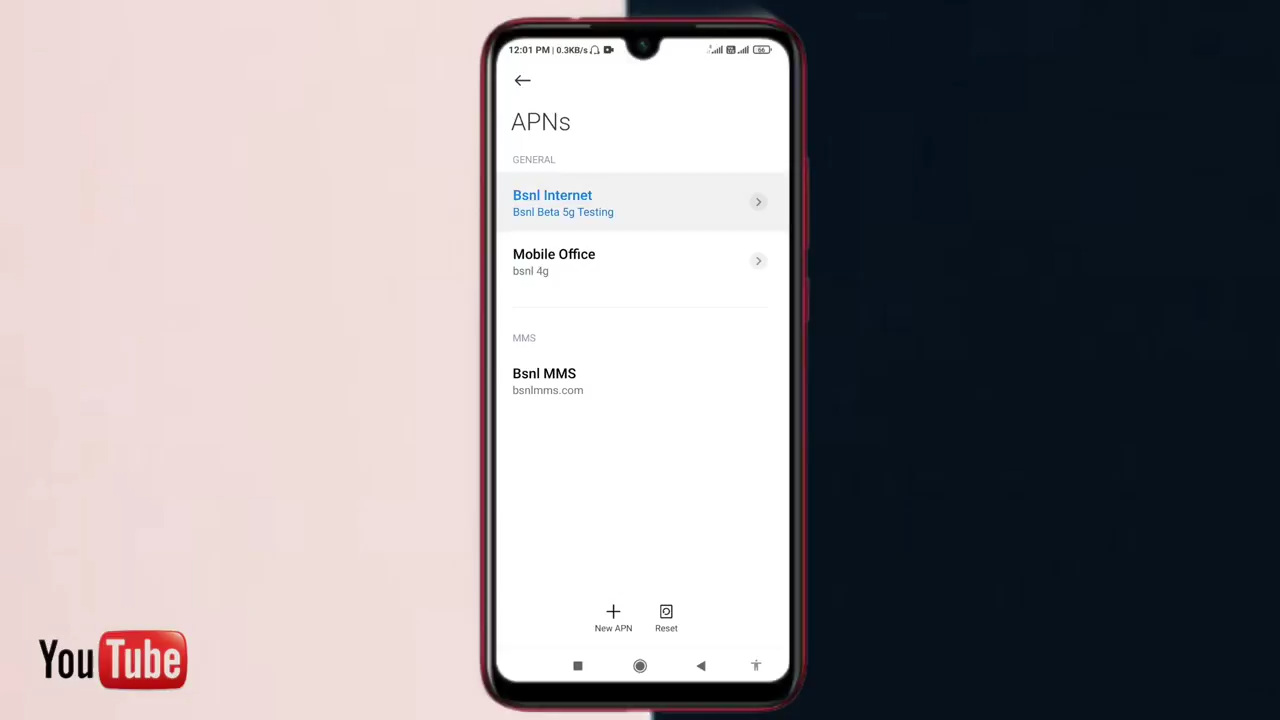 12:01 PM | 0.3KB/s
66
APNs
GENERAL
Bsnl Internet
Bsnl Beta 5g Testing
Mobile Office
bsnl 4g
MMS
Bsnl MMS
bsnlmms.com
New APN
Reset
YouTube